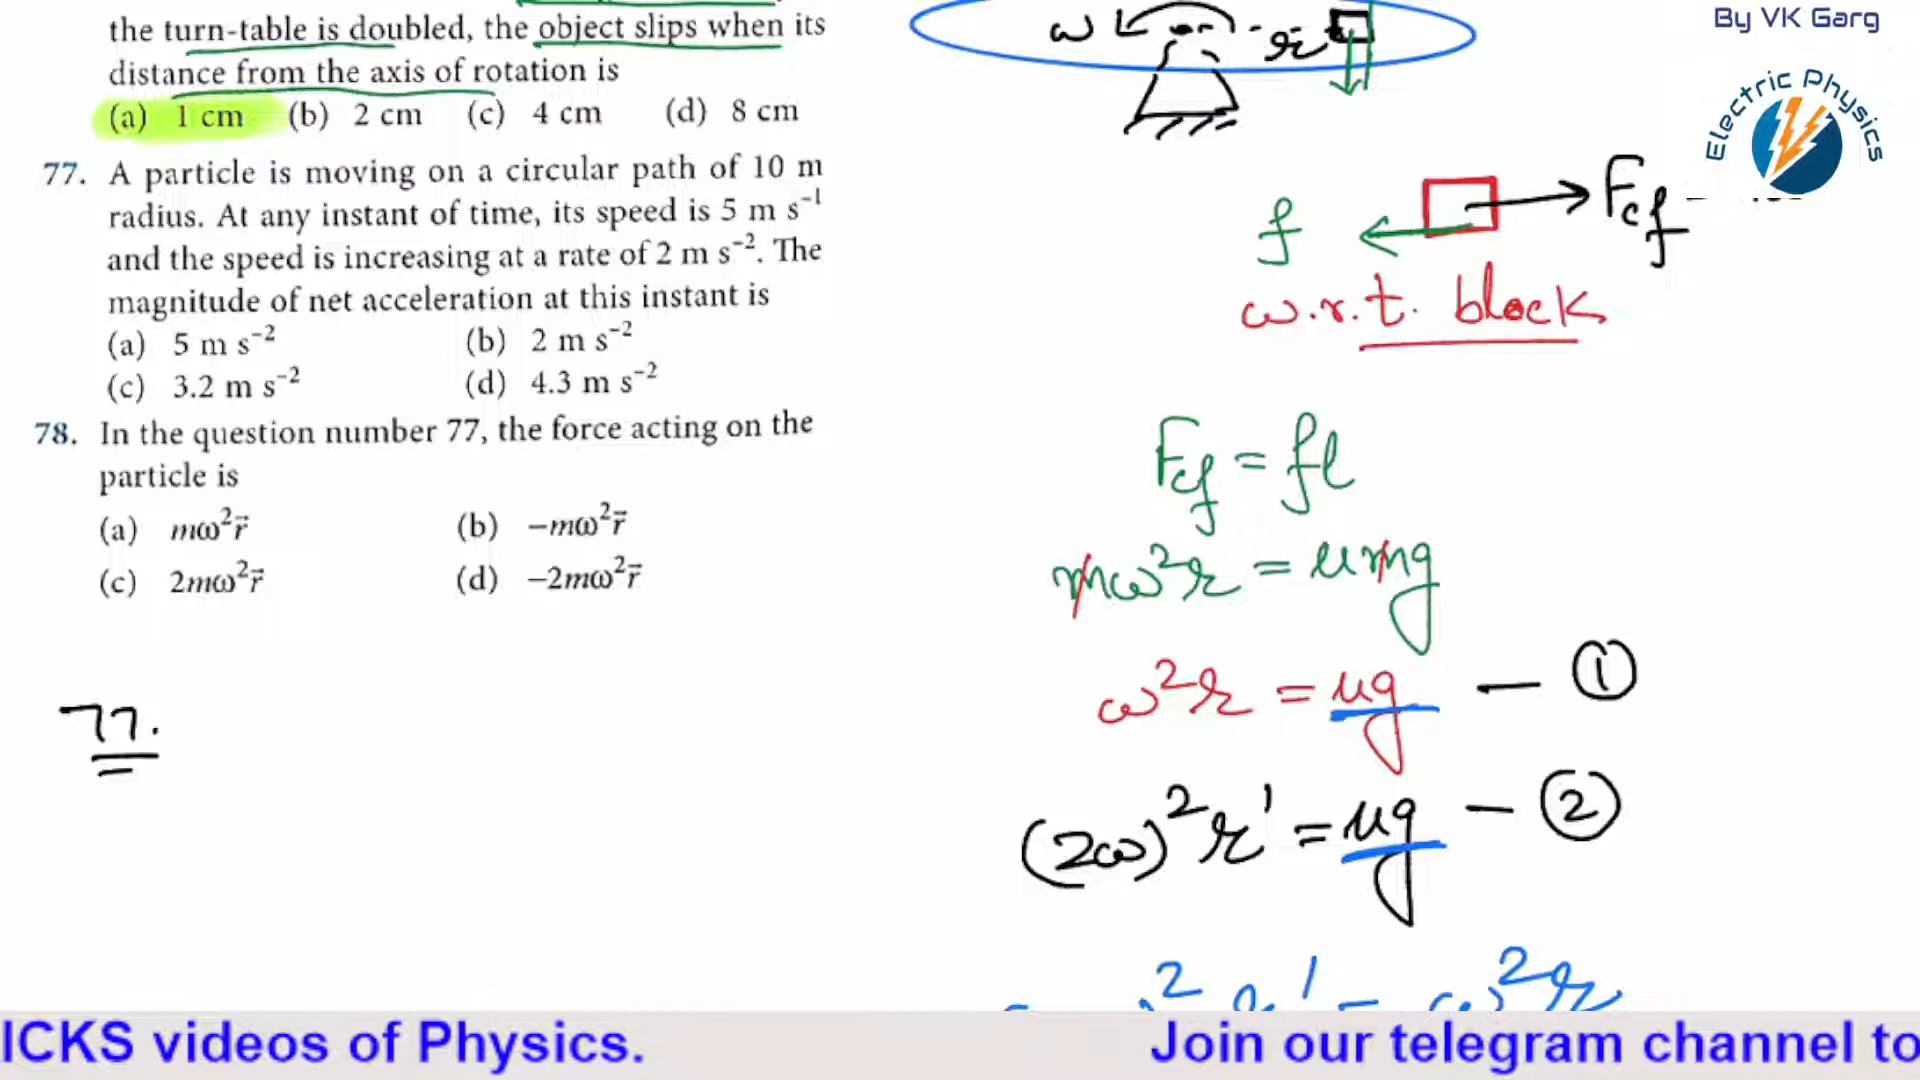 the turn-table is doubled, the object slips when its
distance from the axis of rotation is
(a) 1 cm (b) 2 cm (c) 4 cm (d) 8 cm
77. A particle is moving on a circular path of 10 m
radius. At any instant of time, its speed is 5 m s⁻¹
and the speed is increasing at a rate of 2 m s⁻². The
magnitude of net acceleration at this instant is
(a) 5 m s⁻² (b) 2 m s⁻²
(c) 3.2 m s⁻² (d) 4.3 m s⁻²
78. In the question number 77, the force acting on the
particle is
(a) mω²r⃗ (b) −mω²r⃗
(c) 2mω²r⃗ (d) −2mω²r⃗
77.
ω r
By VK Garg
Electric Physics
f Fcf
w.r.t. block
Fcf = fl
mω²r = μmg
ω²r = μg — ①
(2ω)²r' = μg — ②
ICKS videos of Physics. Join our telegram channel to